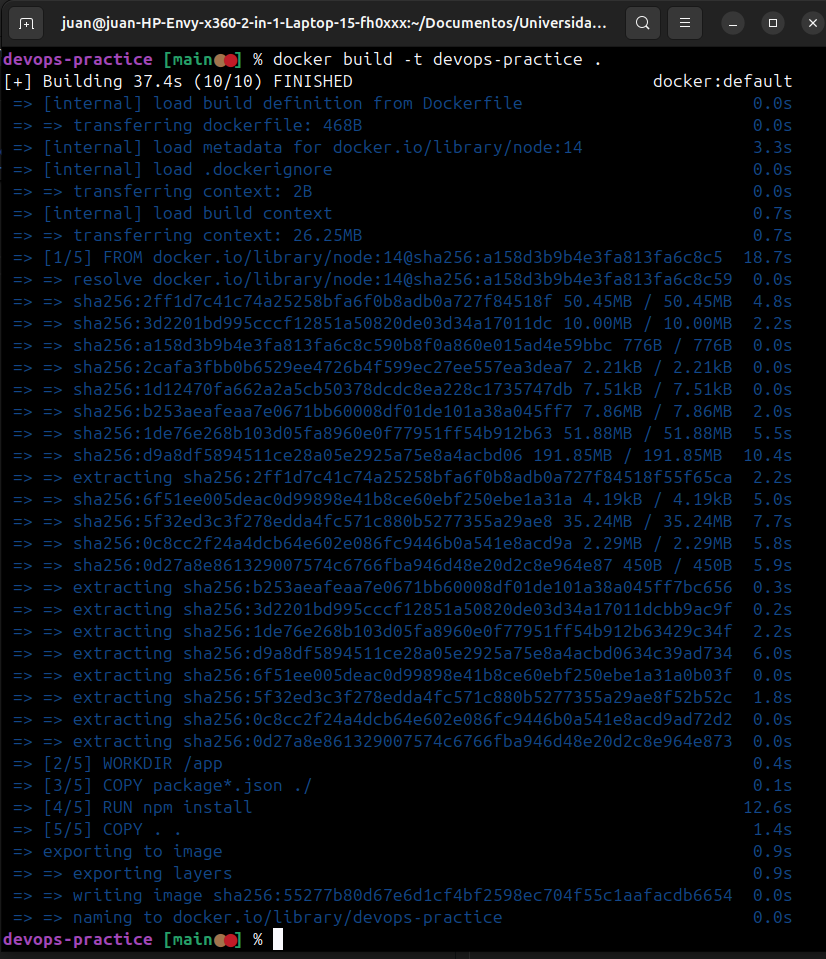 juan@juan-HP-Envy-x360-2-in-1-Laptop-15-fh0xxx:~/Documentos/Universida...
devops-practice [main] % docker build -t devops-practice .
[+] Building 37.4s (10/10) FINISHED docker:default
=> [internal] load build definition from Dockerfile 0.0s
=> => transferring dockerfile: 468B 0.0s
=> [internal] load metadata for docker.io/library/node:14 3.3s
=> [internal] load .dockerignore 0.0s
=> => transferring context: 2B 0.0s
=> [internal] load build context 0.7s
=> => transferring context: 26.25MB 0.7s
=> [1/5] FROM docker.io/library/node:14@sha256:a158d3b9b4e3fa813fa6c8c5 18.7s
=> => resolve docker.io/library/node:14@sha256:a158d3b9b4e3fa813fa6c8c59 0.0s
=> => sha256:2ff1d7c41c74a25258bfa6f0b8adb0a727f84518f 50.45MB / 50.45MB 4.8s
=> => sha256:3d2201bd995cccf12851a50820de03d34a17011dc 10.00MB / 10.00MB 2.2s
=> => sha256:a158d3b9b4e3fa813fa6c8c590b8f0a860e015ad4e59bbc 776B / 776B 0.0s
=> => sha256:2cafa3fbb0b6529ee4726b4f599ec27ee557ea3dea7 2.21kB / 2.21kB 0.0s
=> => sha256:1d12470fa662a2a5cb50378dcdc8ea228c1735747db 7.51kB / 7.51kB 0.0s
=> => sha256:b253aeafeaa7e0671bb60008df01de101a38a045ff7 7.86MB / 7.86MB 2.0s
=> => sha256:1de76e268b103d05fa8960e0f77951ff54b912b63 51.88MB / 51.88MB 5.5s
=> => sha256:d9a8df5894511ce28a05e2925a75e8a4acbd06 191.85MB / 191.85MB 10.4s
=> => extracting sha256:2ff1d7c41c74a25258bfa6f0b8adb0a727f84518f55f65ca 2.2s
=> => sha256:6f51ee005deac0d99898e41b8ce60ebf250ebe1a31a 4.19kB / 4.19kB 5.0s
=> => sha256:5f32ed3c3f278edda4fc571c880b5277355a29ae8 35.24MB / 35.24MB 7.7s
=> => sha256:0c8cc2f24a4dcb64e602e086fc9446b0a541e8acd9a 2.29MB / 2.29MB 5.8s
=> => sha256:0d27a8e861329007574c6766fba946d48e20d2c8e964e87 450B / 450B 5.9s
=> => extracting sha256:b253aeafeaa7e0671bb60008df01de101a38a045ff7bc656 0.3s
=> => extracting sha256:3d2201bd995cccf12851a50820de03d34a17011dcbb9ac9f 0.2s
=> => extracting sha256:1de76e268b103d05fa8960e0f77951ff54b912b63429c34f 2.2s
=> => extracting sha256:d9a8df5894511ce28a05e2925a75e8a4acbd0634c39ad734 6.0s
=> => extracting sha256:6f51ee005deac0d99898e41b8ce60ebf250ebe1a31a0b03f 0.0s
=> => extracting sha256:5f32ed3c3f278edda4fc571c880b5277355a29ae8f52b52c 1.8s
=> => extracting sha256:0c8cc2f24a4dcb64e602e086fc9446b0a541e8acd9ad72d2 0.0s
=> => extracting sha256:0d27a8e861329007574c6766fba946d48e20d2c8e964e873 0.0s
=> [2/5] WORKDIR /app 0.4s
=> [3/5] COPY package*.json ./ 0.1s
=> [4/5] RUN npm install 12.6s
=> [5/5] COPY . . 1.4s
=> exporting to image 0.9s
=> => exporting layers 0.9s
=> => writing image sha256:55277b80d67e6d1cf4bf2598ec704f55c1aafacdb6654 0.0s
=> => naming to docker.io/library/devops-practice 0.0s
devops-practice [main] %